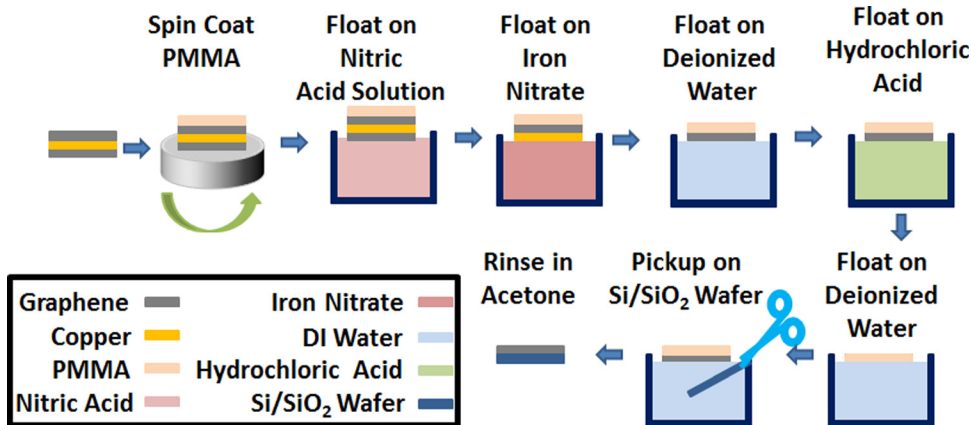 Spin Coat
PMMA
Float on
Nitric
Acid Solution
Float on
Iron
Nitrate
Float on
Deionized
Water
Float on
Hydrochloric
Acid
Rinse in
Acetone
Pickup on
Si/SiO₂ Wafer
Float on
Deionized
Water
Graphene
Copper
PMMA
Nitric Acid
Iron Nitrate
DI Water
Hydrochloric Acid
Si/SiO₂ Wafer